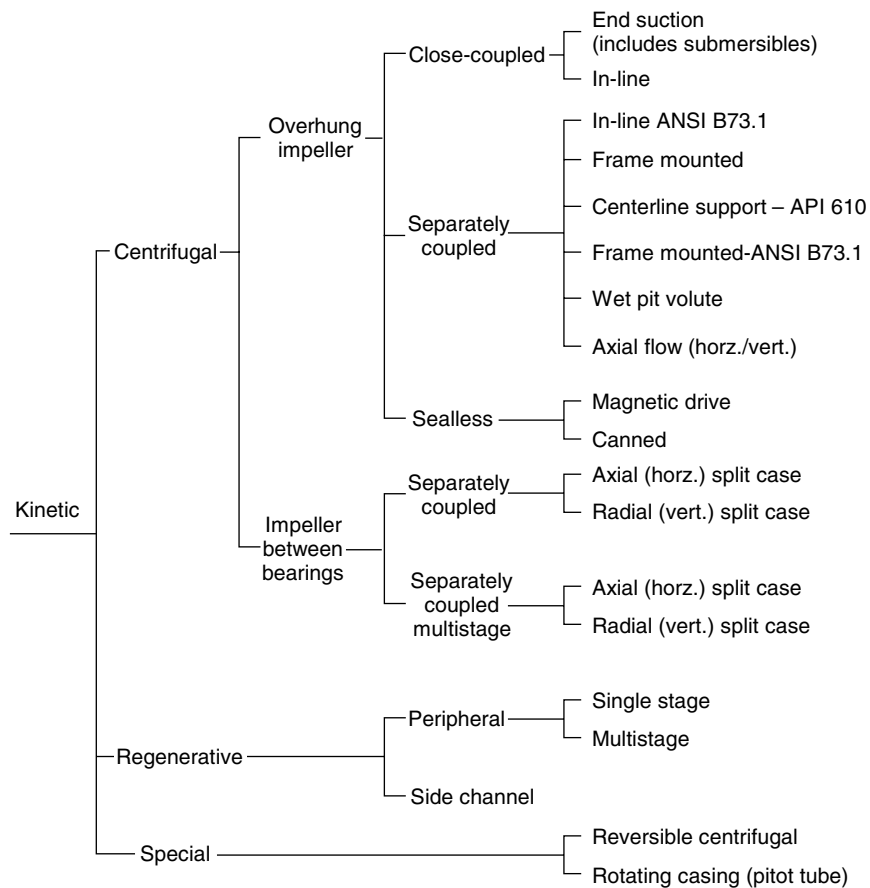 End suction
(includes submersibles)
Close-coupled
In-line
Overhung
impeller
In-line ANSI B73.1
Frame mounted
Centerline support – API 610
Separately
coupled
Frame mounted-ANSI B73.1
Wet pit volute
Axial flow (horz./vert.)
Centrifugal
Sealless
Magnetic drive
Canned
Kinetic
Impeller
between
bearings
Separately
coupled
Axial (horz.) split case
Radial (vert.) split case
Separately
coupled
multistage
Axial (horz.) split case
Radial (vert.) split case
Regenerative
Peripheral
Single stage
Multistage
Side channel
Special
Reversible centrifugal
Rotating casing (pitot tube)